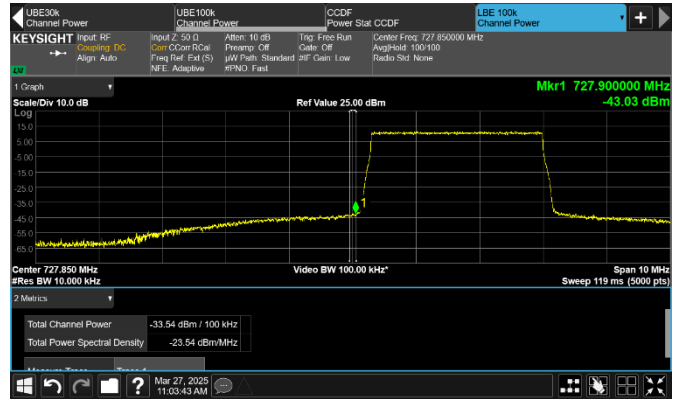 UBE30k
Channel Power
UBE100k
Channel Power
CCDF
Power Stat CCDF
LBE 100k
Channel Power
KEYSIGHT
Input: RF
Coupling: DC
Align: Auto
Input Z: 50 Ω
Corr CCorr RCal
Freq Ref: Ext (S)
NFE: Adaptive
Atten: 10 dB
Preamp: Off
µW Path: Standard
#PNO: Fast
Trig: Free Run
Gate: Off
#IF Gain: Low
Center Freq: 727.850000 MHz
Avg|Hold: 100/100
Radio Std: None
1 Graph
Scale/Div 10.0 dB
Ref Value 25.00 dBm
Mkr1 727.900000 MHz
-43.03 dBm
Log
15.0
5.00
-5.00
-15.0
-25.0
-35.0
-45.0
-55.0
-65.0
1
Center 727.850 MHz
#Res BW 10.000 kHz
Video BW 100.00 kHz*
Span 10 MHz
Sweep 119 ms (5000 pts)
2 Metrics
Total Channel Power -33.54 dBm / 100 kHz
Total Power Spectral Density -23.54 dBm/MHz
Mar 27, 2025
11:03:43 AM